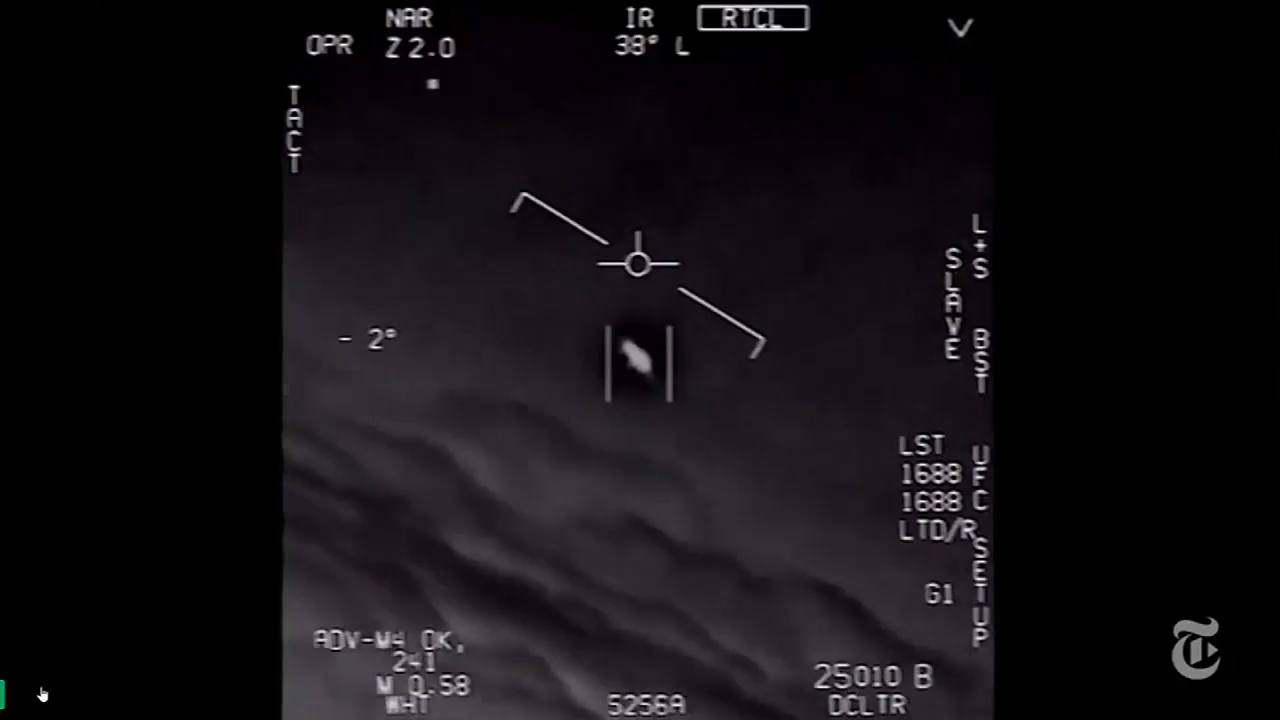 NAR
IR
RTCL
OPR
Z 2.0
38° L
TACT
L+S
SLAVE
- 2°
BST
LST
1688
1688
UFC
LTD/R
SETUP
G1
ADV-M4 OK,
241
M 0.58
WHT
5256A
25010 B
DCLTR
T